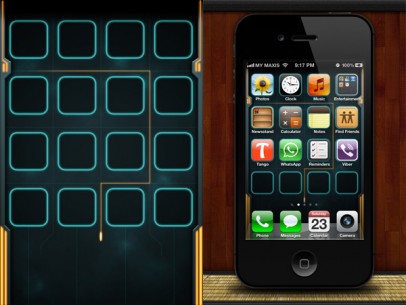 MY MAXIS 9:17 PM 100%
Photos Clock Music Entertainment
Newsstand Calculator Notes Find Friends
Tango WhatsApp Reminders Viber
23
Phone Messages Calendar Camera